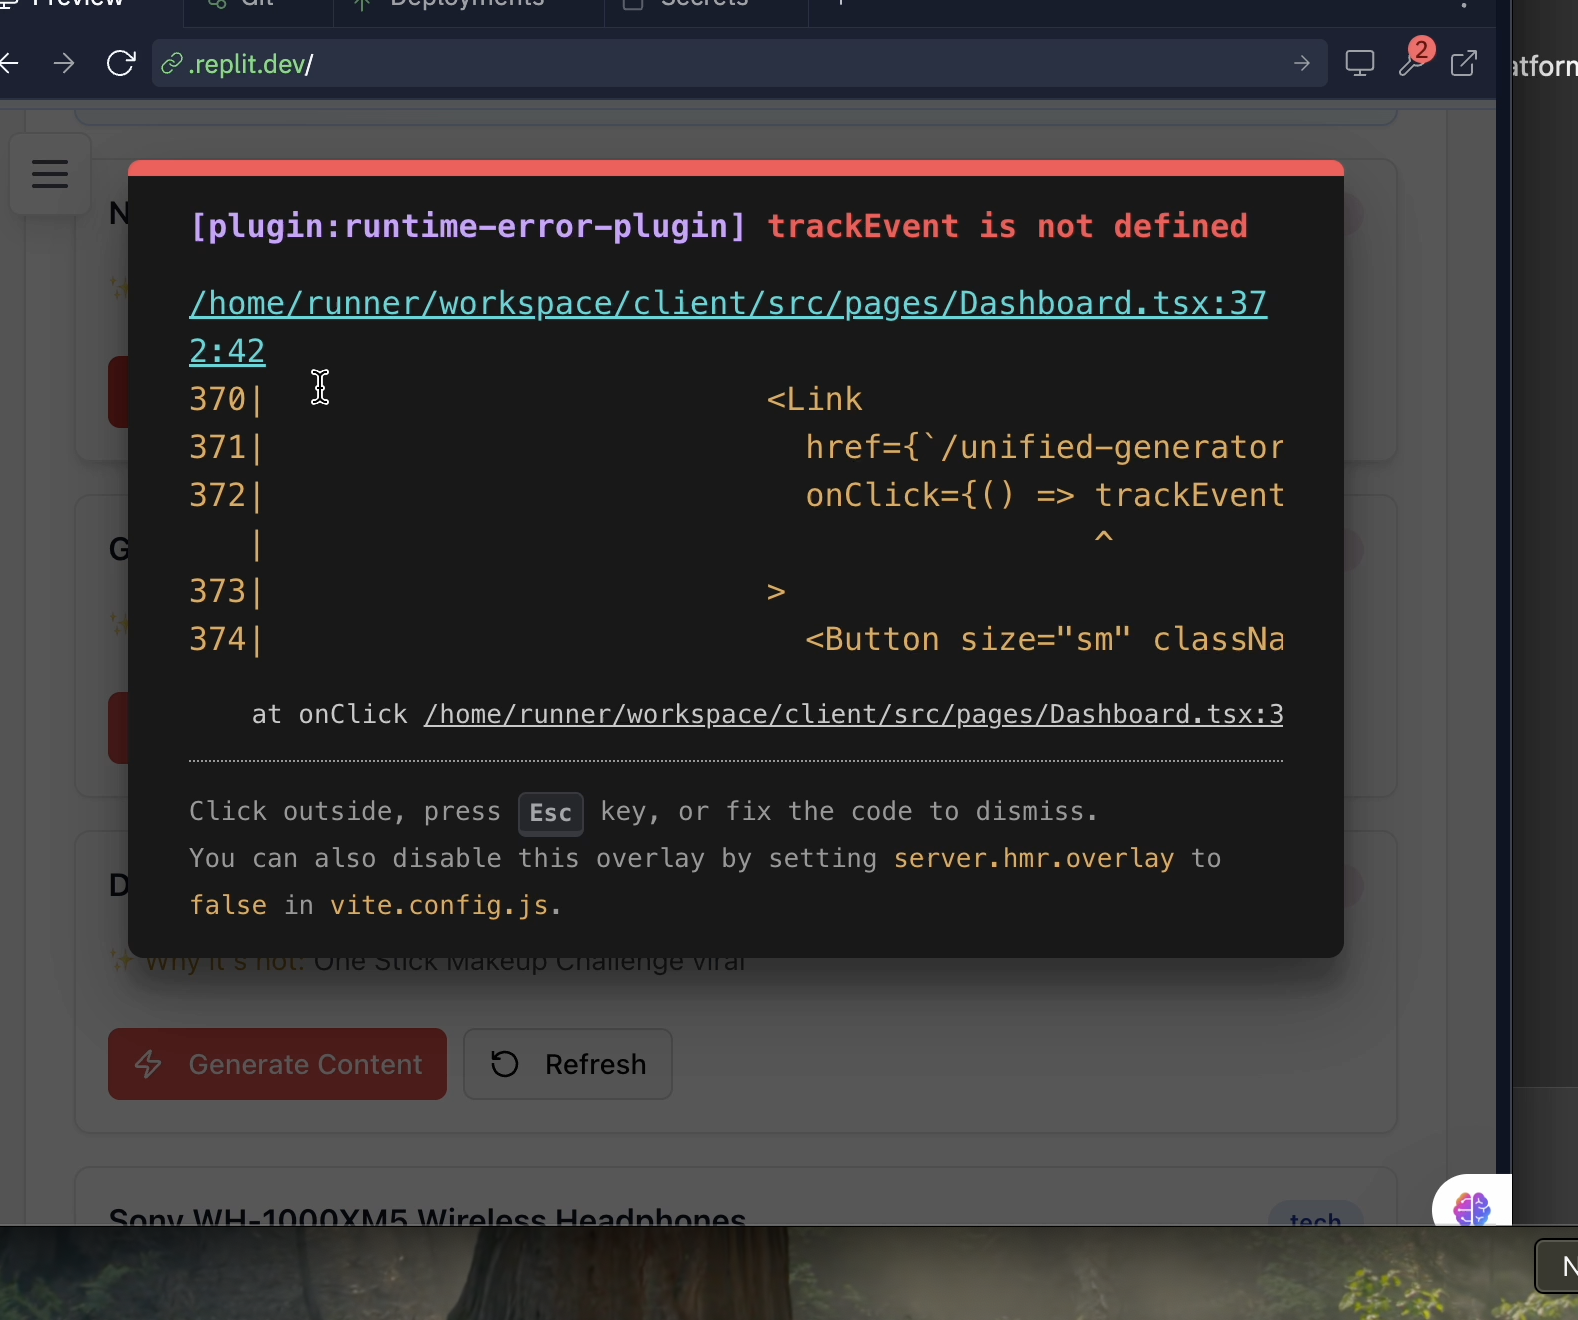 Preview
Git
Deployments
Secrets
.replit.dev/
2
atform
[plugin:runtime-error-plugin] trackEvent is not defined
/home/runner/workspace/client/src/pages/Dashboard.tsx:37
2:42
370|                          <Link
371|                            href={`/unified-generator
372|                            onClick={() => trackEvent
   |                                           ^
373|                          >
374|                            <Button size="sm" classNa
at onClick /home/runner/workspace/client/src/pages/Dashboard.tsx:3
Click outside, press Esc key, or fix the code to dismiss.
You can also disable this overlay by setting server.hmr.overlay to
false in vite.config.js.
N
G
D
Why it's hot: One Stick Makeup Challenge viral
Generate Content
Refresh
Sony WH-1000XM5 Wireless Headphones
tech
N